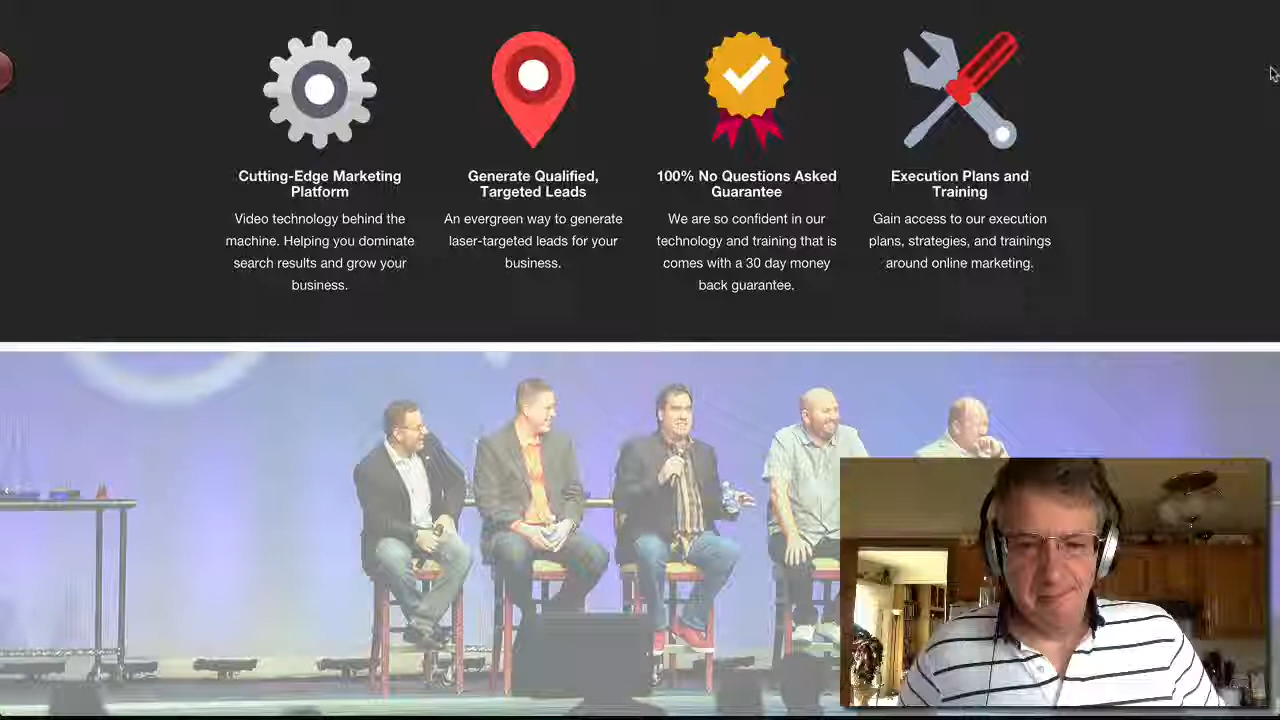 Cutting-Edge Marketing
Platform
Video technology behind the
machine. Helping you dominate
search results and grow your
business.
Generate Qualified,
Targeted Leads
An evergreen way to generate
laser-targeted leads for your
business.
100% No Questions Asked
Guarantee
We are so confident in our
technology and training that is
comes with a 30 day money
back guarantee.
Execution Plans and
Training
Gain access to our execution
plans, strategies, and trainings
around online marketing.